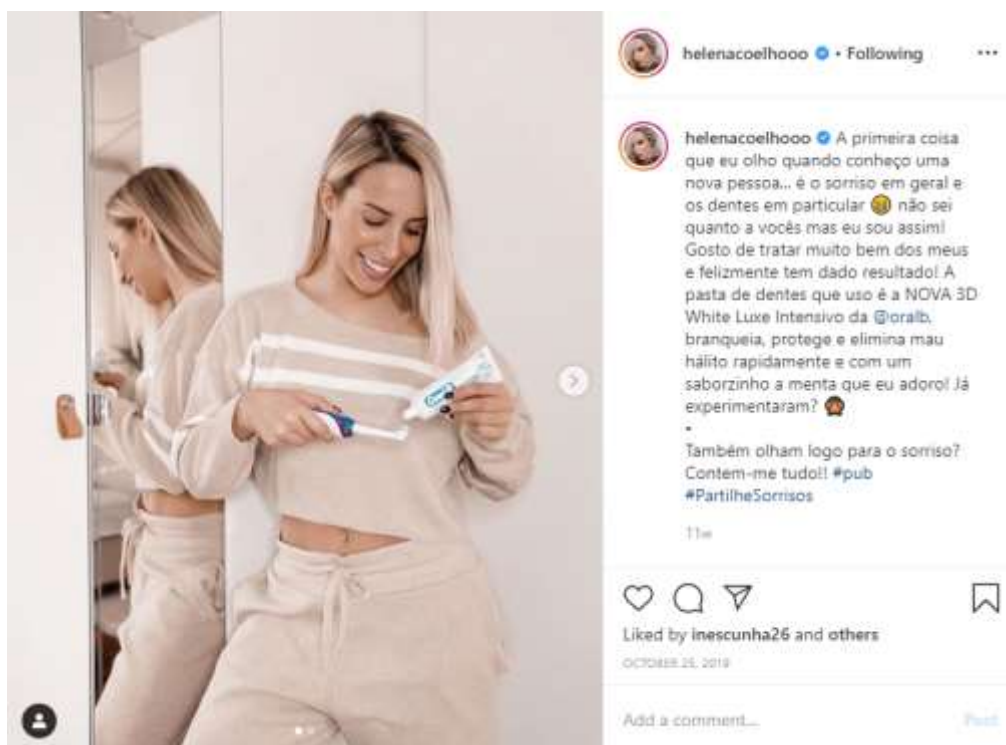 helenacoelhooo • Following
helenacoelhooo A primeira coisa
que eu olho quando conheço uma
nova pessoa... é o sorriso em geral e
os dentes em particular 😂 não sei
quanto a vocês mas eu sou assim!
Gosto de tratar muito bem dos meus
e felizmente tem dado resultado! A
pasta de dentes que uso é a NOVA 3D
White Luxe Intensivo da @oralb,
branqueia, protege e elimina mau
hálito rapidamente e com um
saborzinho a menta que eu adoro! Já
experimentaram? 🙈
•
Também olham logo para o sorriso?
Contem-me tudo!! #pub
#PartilheSorrisos
11w
Liked by inescunha26 and others
OCTOBER 25, 2019
Add a comment...
Post